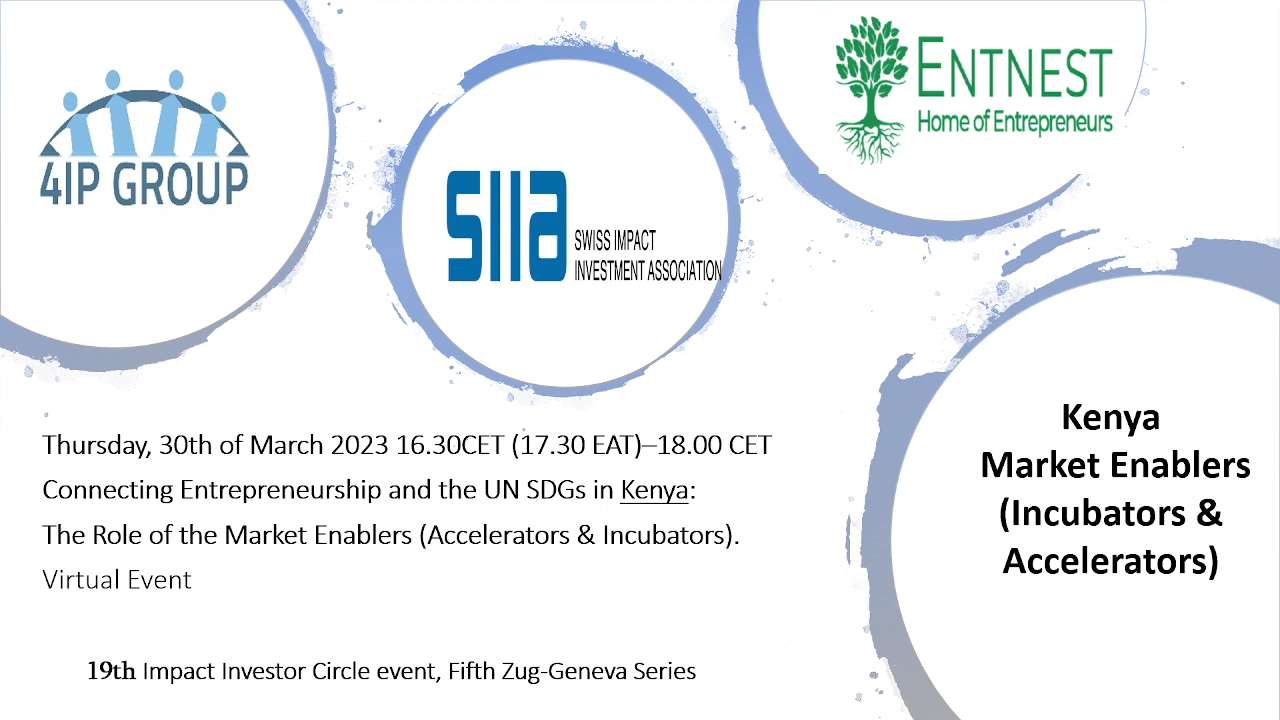 4IP GROUP
SIIA
SWISS IMPACT
INVESTMENT ASSOCIATION
ENTNEST
Home of Entrepreneurs
Thursday, 30th of March 2023 16.30CET (17.30 EAT)–18.00 CET
Connecting Entrepreneurship and the UN SDGs in Kenya:
The Role of the Market Enablers (Accelerators & Incubators).
Virtual Event
19th Impact Investor Circle event, Fifth Zug-Geneva Series
Kenya
Market Enablers
(Incubators &
Accelerators)